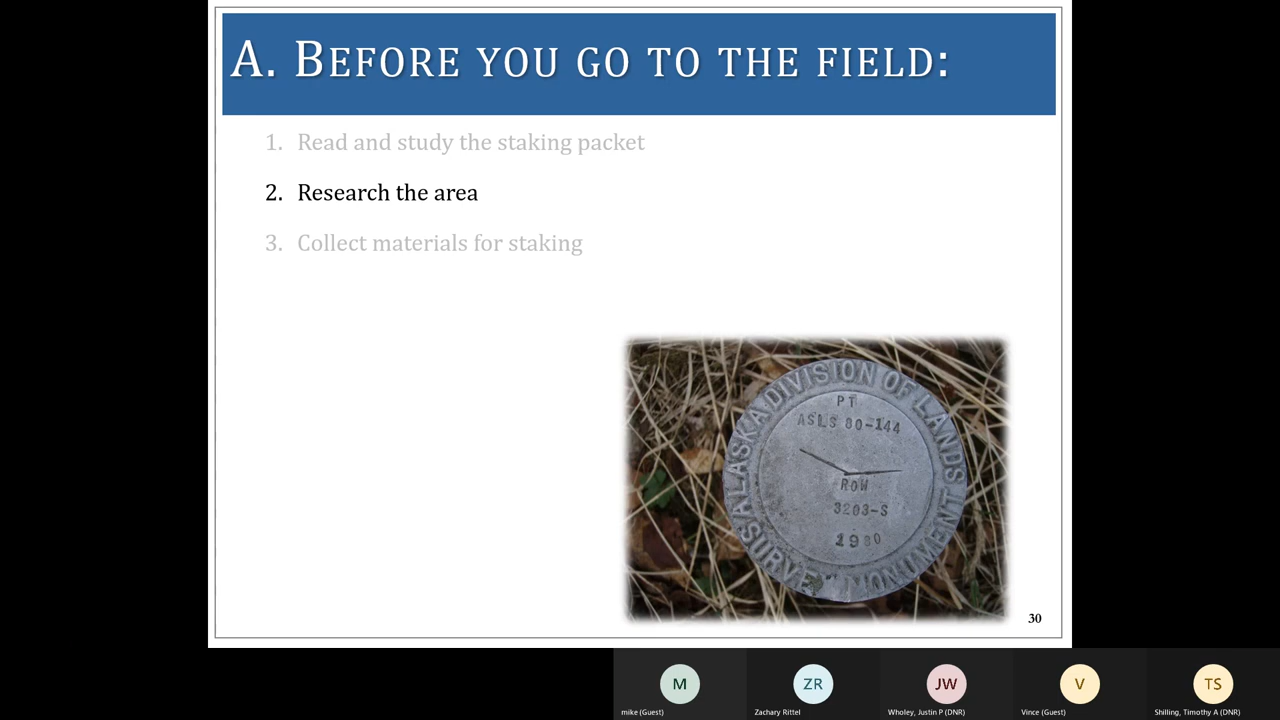 A. BEFORE YOU GO TO THE FIELD:
1. Read and study the staking packet
2. Research the area
3. Collect materials for staking
ALASKA DIVISION OF LANDS
PT
ASLS 80-144
ROW
3203-S
1980
SURVEY MONUMENT
30
M
ZR
JW
V
TS
mike (Guest)
Zachary Rittel
Wholey, Justin P (DNR)
Vince (Guest)
Shilling, Timothy A (DNR)